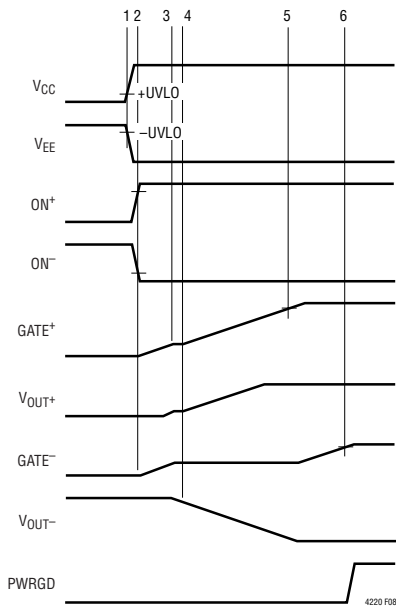 1 2 3 4 5 6
VCC
+UVLO
–UVLO
VEE
ON+
ON–
GATE+
VOUT+
GATE–
VOUT–
PWRGD
4220 F08